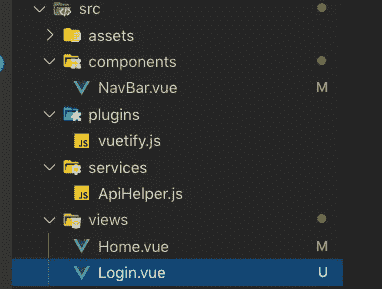 src
assets
components
NavBar.vue M
plugins
JS vuetify.js
services
JS ApiHelper.js
views
Home.vue M
Login.vue U